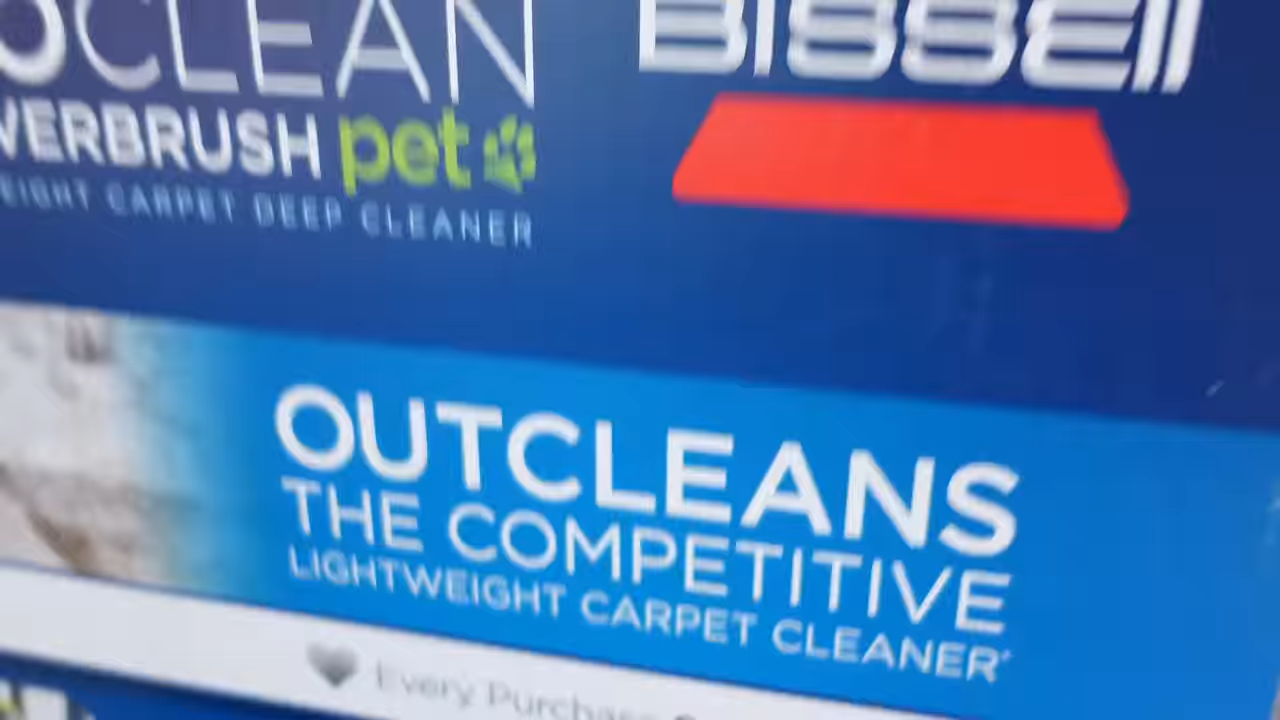 OCLEAN
VERBRUSH pet
EIGHT CARPET DEEP CLEANER
BISSELL
OUTCLEANS
THE COMPETITIVE
LIGHTWEIGHT CARPET CLEANER*
Every Purchase